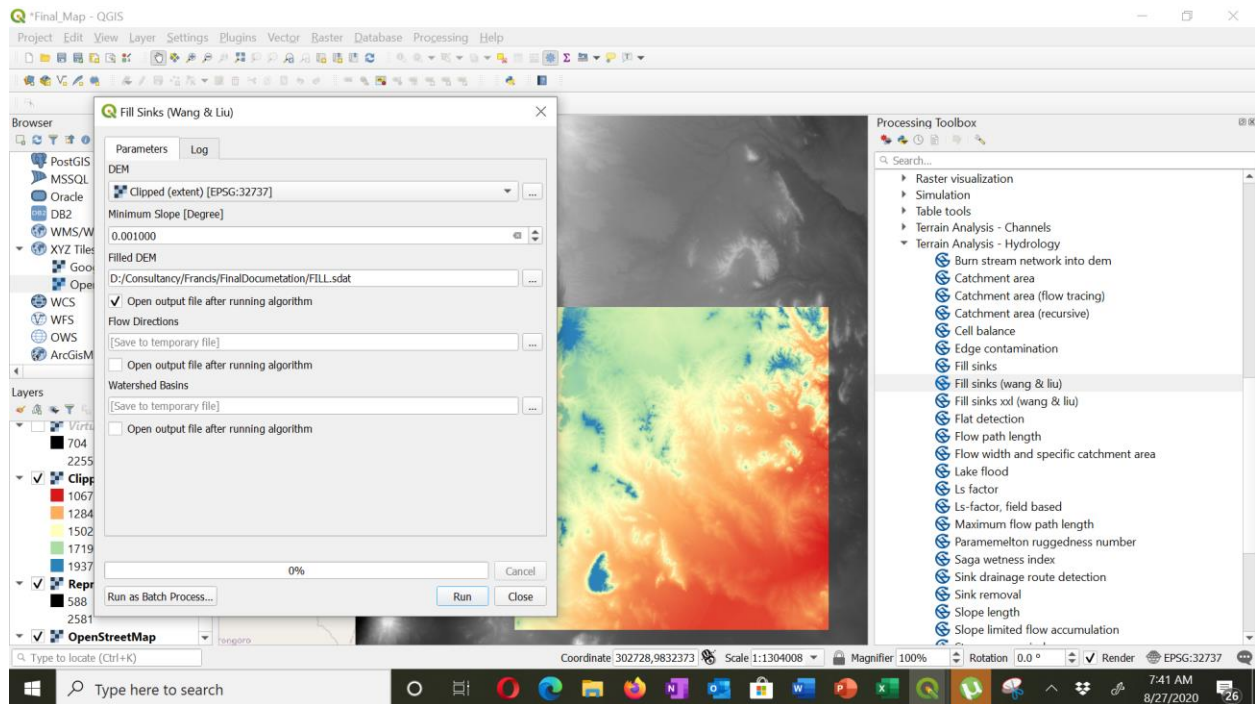 *Final_Map - QGIS
Project Edit View Layer Settings Plugins Vector Raster Database Processing Help
Fill Sinks (Wang & Liu)
Parameters Log
DEM
Clipped (extent) [EPSG:32737]
...
Minimum Slope [Degree]
0.001000
Filled DEM
D:/Consultancy/Francis/FinalDocumetation/FILL.sdat
...
Open output file after running algorithm
Flow Directions
[Save to temporary file]
...
Open output file after running algorithm
Watershed Basins
[Save to temporary file]
...
Open output file after running algorithm
0%
Cancel
Run as Batch Process...
Run
Close
Browser
PostGIS
MSSQL
Oracle
DB2
WMS/W
XYZ Tiles
Goo
Ope
WCS
WFS
OWS
ArcGisM
Layers
Virtu
704
2255
Clipp
1067
1284
1502
1719
1937
Repr
588
2581
OpenStreetMap
Processing Toolbox
Search...
Raster visualization
Simulation
Table tools
Terrain Analysis - Channels
Terrain Analysis - Hydrology
Burn stream network into dem
Catchment area
Catchment area (flow tracing)
Catchment area (recursive)
Cell balance
Edge contamination
Fill sinks
Fill sinks (wang & liu)
Fill sinks xxl (wang & liu)
Flat detection
Flow path length
Flow width and specific catchment area
Lake flood
Ls factor
Ls-factor, field based
Maximum flow path length
Paramemelton ruggedness number
Saga wetness index
Sink drainage route detection
Sink removal
Slope length
Slope limited flow accumulation
Type to locate (Ctrl+K)
Coordinate 302728,9832373 Scale 1:1304008 Magnifier 100% Rotation 0.0 ° Render EPSG:32737
Type here to search
7:41 AM
8/27/2020
26